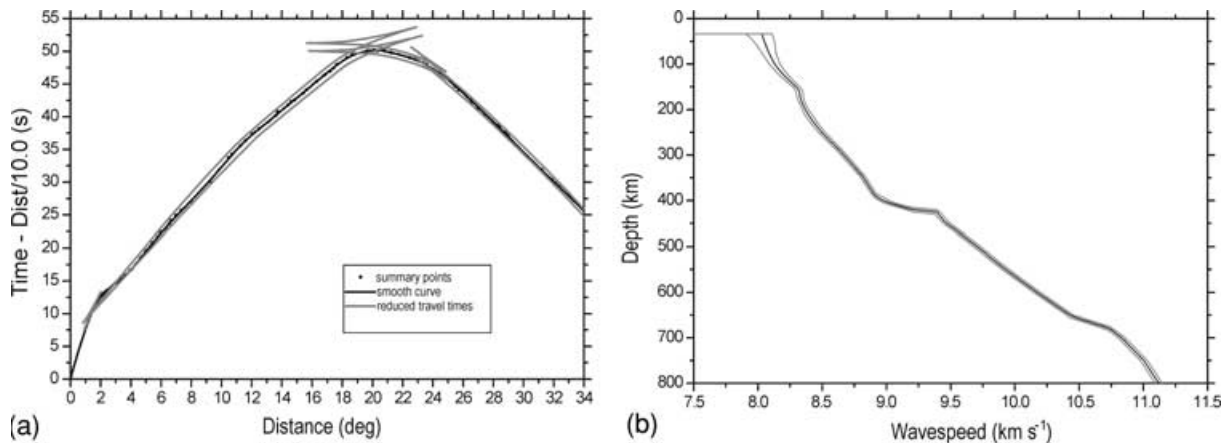 55
50
45
40
35
30
25
20
15
10
5
0
Time - Dist/10.0 (s)
summary points
smooth curve
reduced travel times
0 2 4 6 8 10 12 14 16 18 20 22 24 26 28 30 32 34
(a)
Distance (deg)
0
100
200
300
400
500
600
700
800
Depth (km)
7.5 8.0 8.5 9.0 9.5 10.0 10.5 11.0 11.5
(b)
Wavespeed (km s⁻¹)